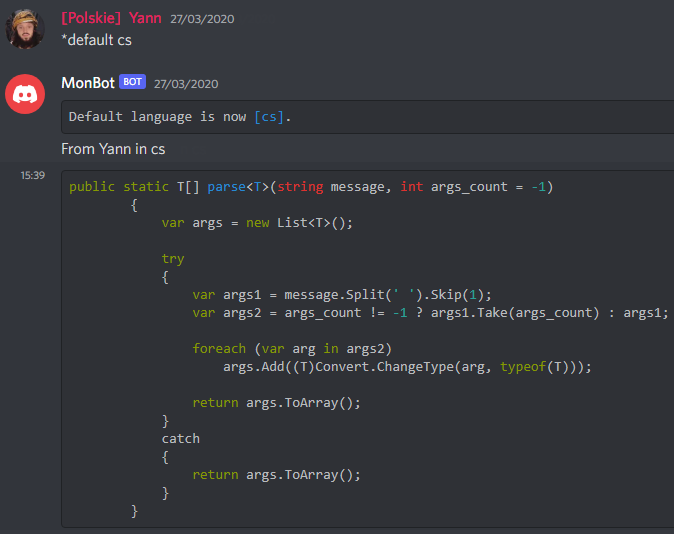 [Polskie] Yann 27/03/2020
*default cs
MonBot BOT 27/03/2020
Default language is now [cs].
From Yann in cs
15:39
public static T[] parse<T>(string message, int args_count = -1)
        {
            var args = new List<T>();

            try
            {
                var args1 = message.Split(' ').Skip(1);
                var args2 = args_count != -1 ? args1.Take(args_count) : args1;

                foreach (var arg in args2)
                    args.Add((T)Convert.ChangeType(arg, typeof(T)));

                return args.ToArray();
            }
            catch
            {
                return args.ToArray();
            }
        }